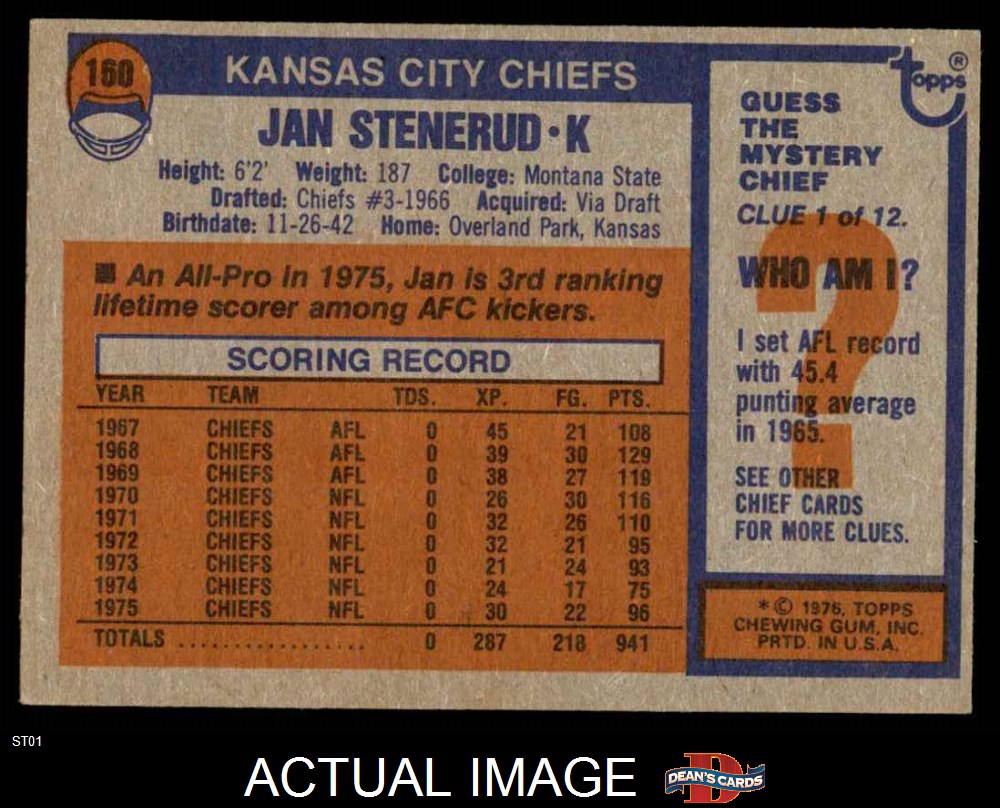 160
KANSAS CITY CHIEFS
JAN STENERUD·K
Height: 6'2' Weight: 187 College: Montana State
Drafted: Chiefs #3-1966 Acquired: Via Draft
Birthdate: 11-26-42 Home: Overland Park, Kansas
■ An All-Pro in 1975, Jan is 3rd ranking
lifetime scorer among AFC kickers.
SCORING RECORD
YEAR TEAM TDS. XP. FG. PTS.
1967 CHIEFS AFL 0 45 21 108
1968 CHIEFS AFL 0 39 30 129
1969 CHIEFS AFL 0 38 27 119
1970 CHIEFS NFL 0 26 30 116
1971 CHIEFS NFL 0 32 26 110
1972 CHIEFS NFL 0 32 21 95
1973 CHIEFS NFL 0 21 24 93
1974 CHIEFS NFL 0 24 17 75
1975 CHIEFS NFL 0 30 22 96
TOTALS ................. 0 287 218 941
Topps®
GUESS
THE
MYSTERY
CHIEF
CLUE 1 of 12.
?
WHO AM I?
I set AFL record
with 45.4
punting average
in 1965.
SEE OTHER
CHIEF CARDS
FOR MORE CLUES.
*© 1976, TOPPS
CHEWING GUM, INC.
PRTD. IN U.S.A.
ST01
ACTUAL IMAGE
D
DEAN'S CARDS